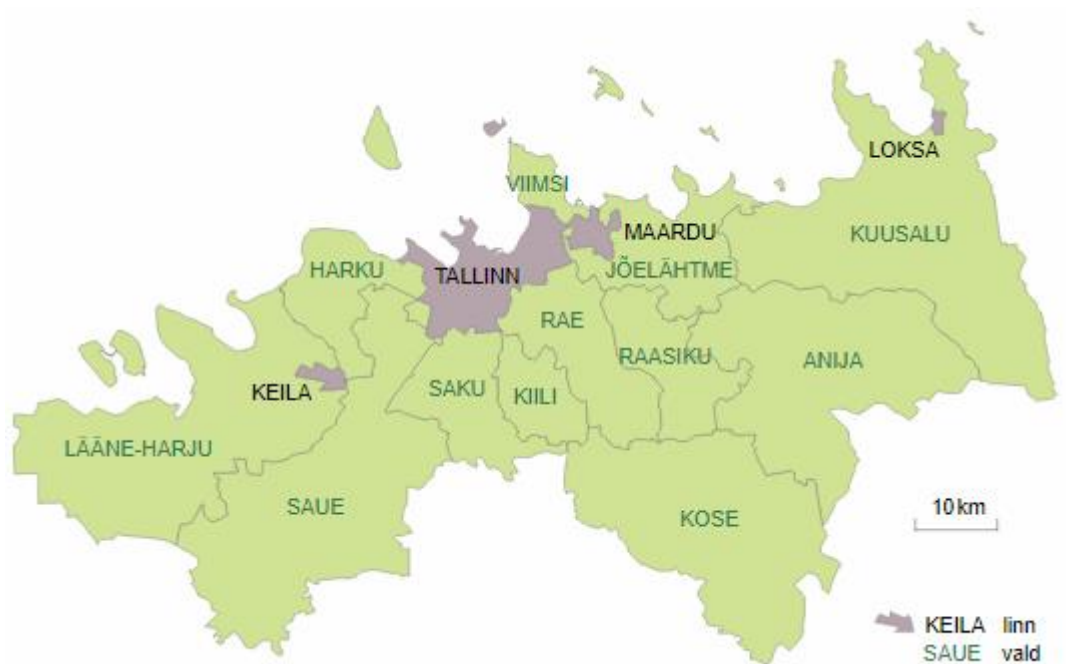 LOKSA
VIIMSI
MAARDU
KUUSALU
HARKU
TALLINN
JÕELÄHTME
RAE
RAASIKU
ANIJA
KEILA
SAKU
KIILI
LÄÄNE-HARJU
SAUE
KOSE
10 km
KEILA linn
SAUE vald